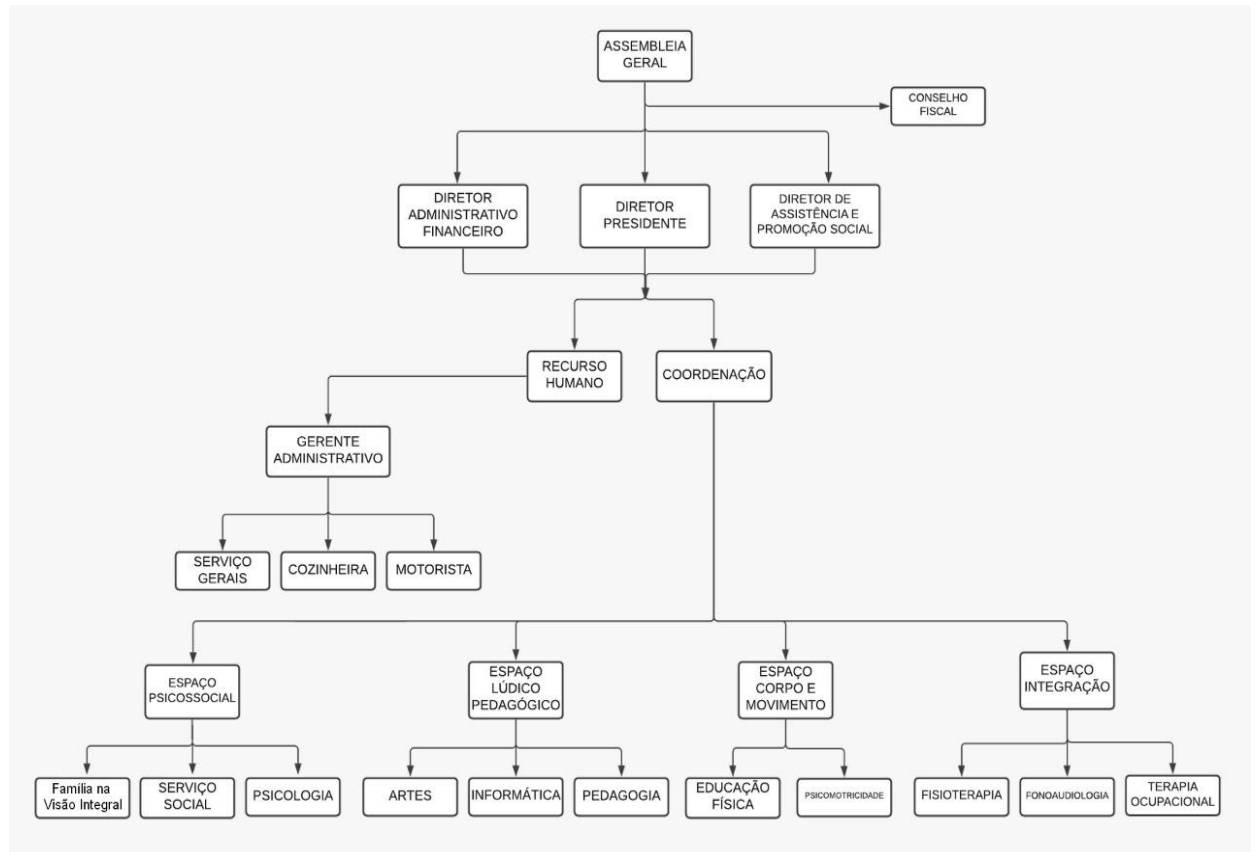 ASSEMBLEIA
GERAL
CONSELHO
FISCAL
DIRETOR
ADMINISTRATIVO
FINANCEIRO
DIRETOR
PRESIDENTE
DIRETOR DE
ASSISTÊNCIA E
PROMOÇÃO SOCIAL
RECURSO
HUMANO
COORDENAÇÃO
GERENTE
ADMINISTRATIVO
SERVIÇO
GERAIS
COZINHEIRA
MOTORISTA
ESPAÇO
PSICOSSOCIAL
ESPAÇO
LÚDICO
PEDAGÓGICO
ESPAÇO
CORPO E
MOVIMENTO
ESPAÇO
INTEGRAÇÃO
Família na
Visão Integral
SERVIÇO
SOCIAL
PSICOLOGIA
ARTES
INFORMÁTICA
PEDAGOGIA
EDUCAÇÃO
FÍSICA
PSICOMOTRICIDADE
FISIOTERAPIA
FONOAUDIOLOGIA
TERAPIA
OCUPACIONAL